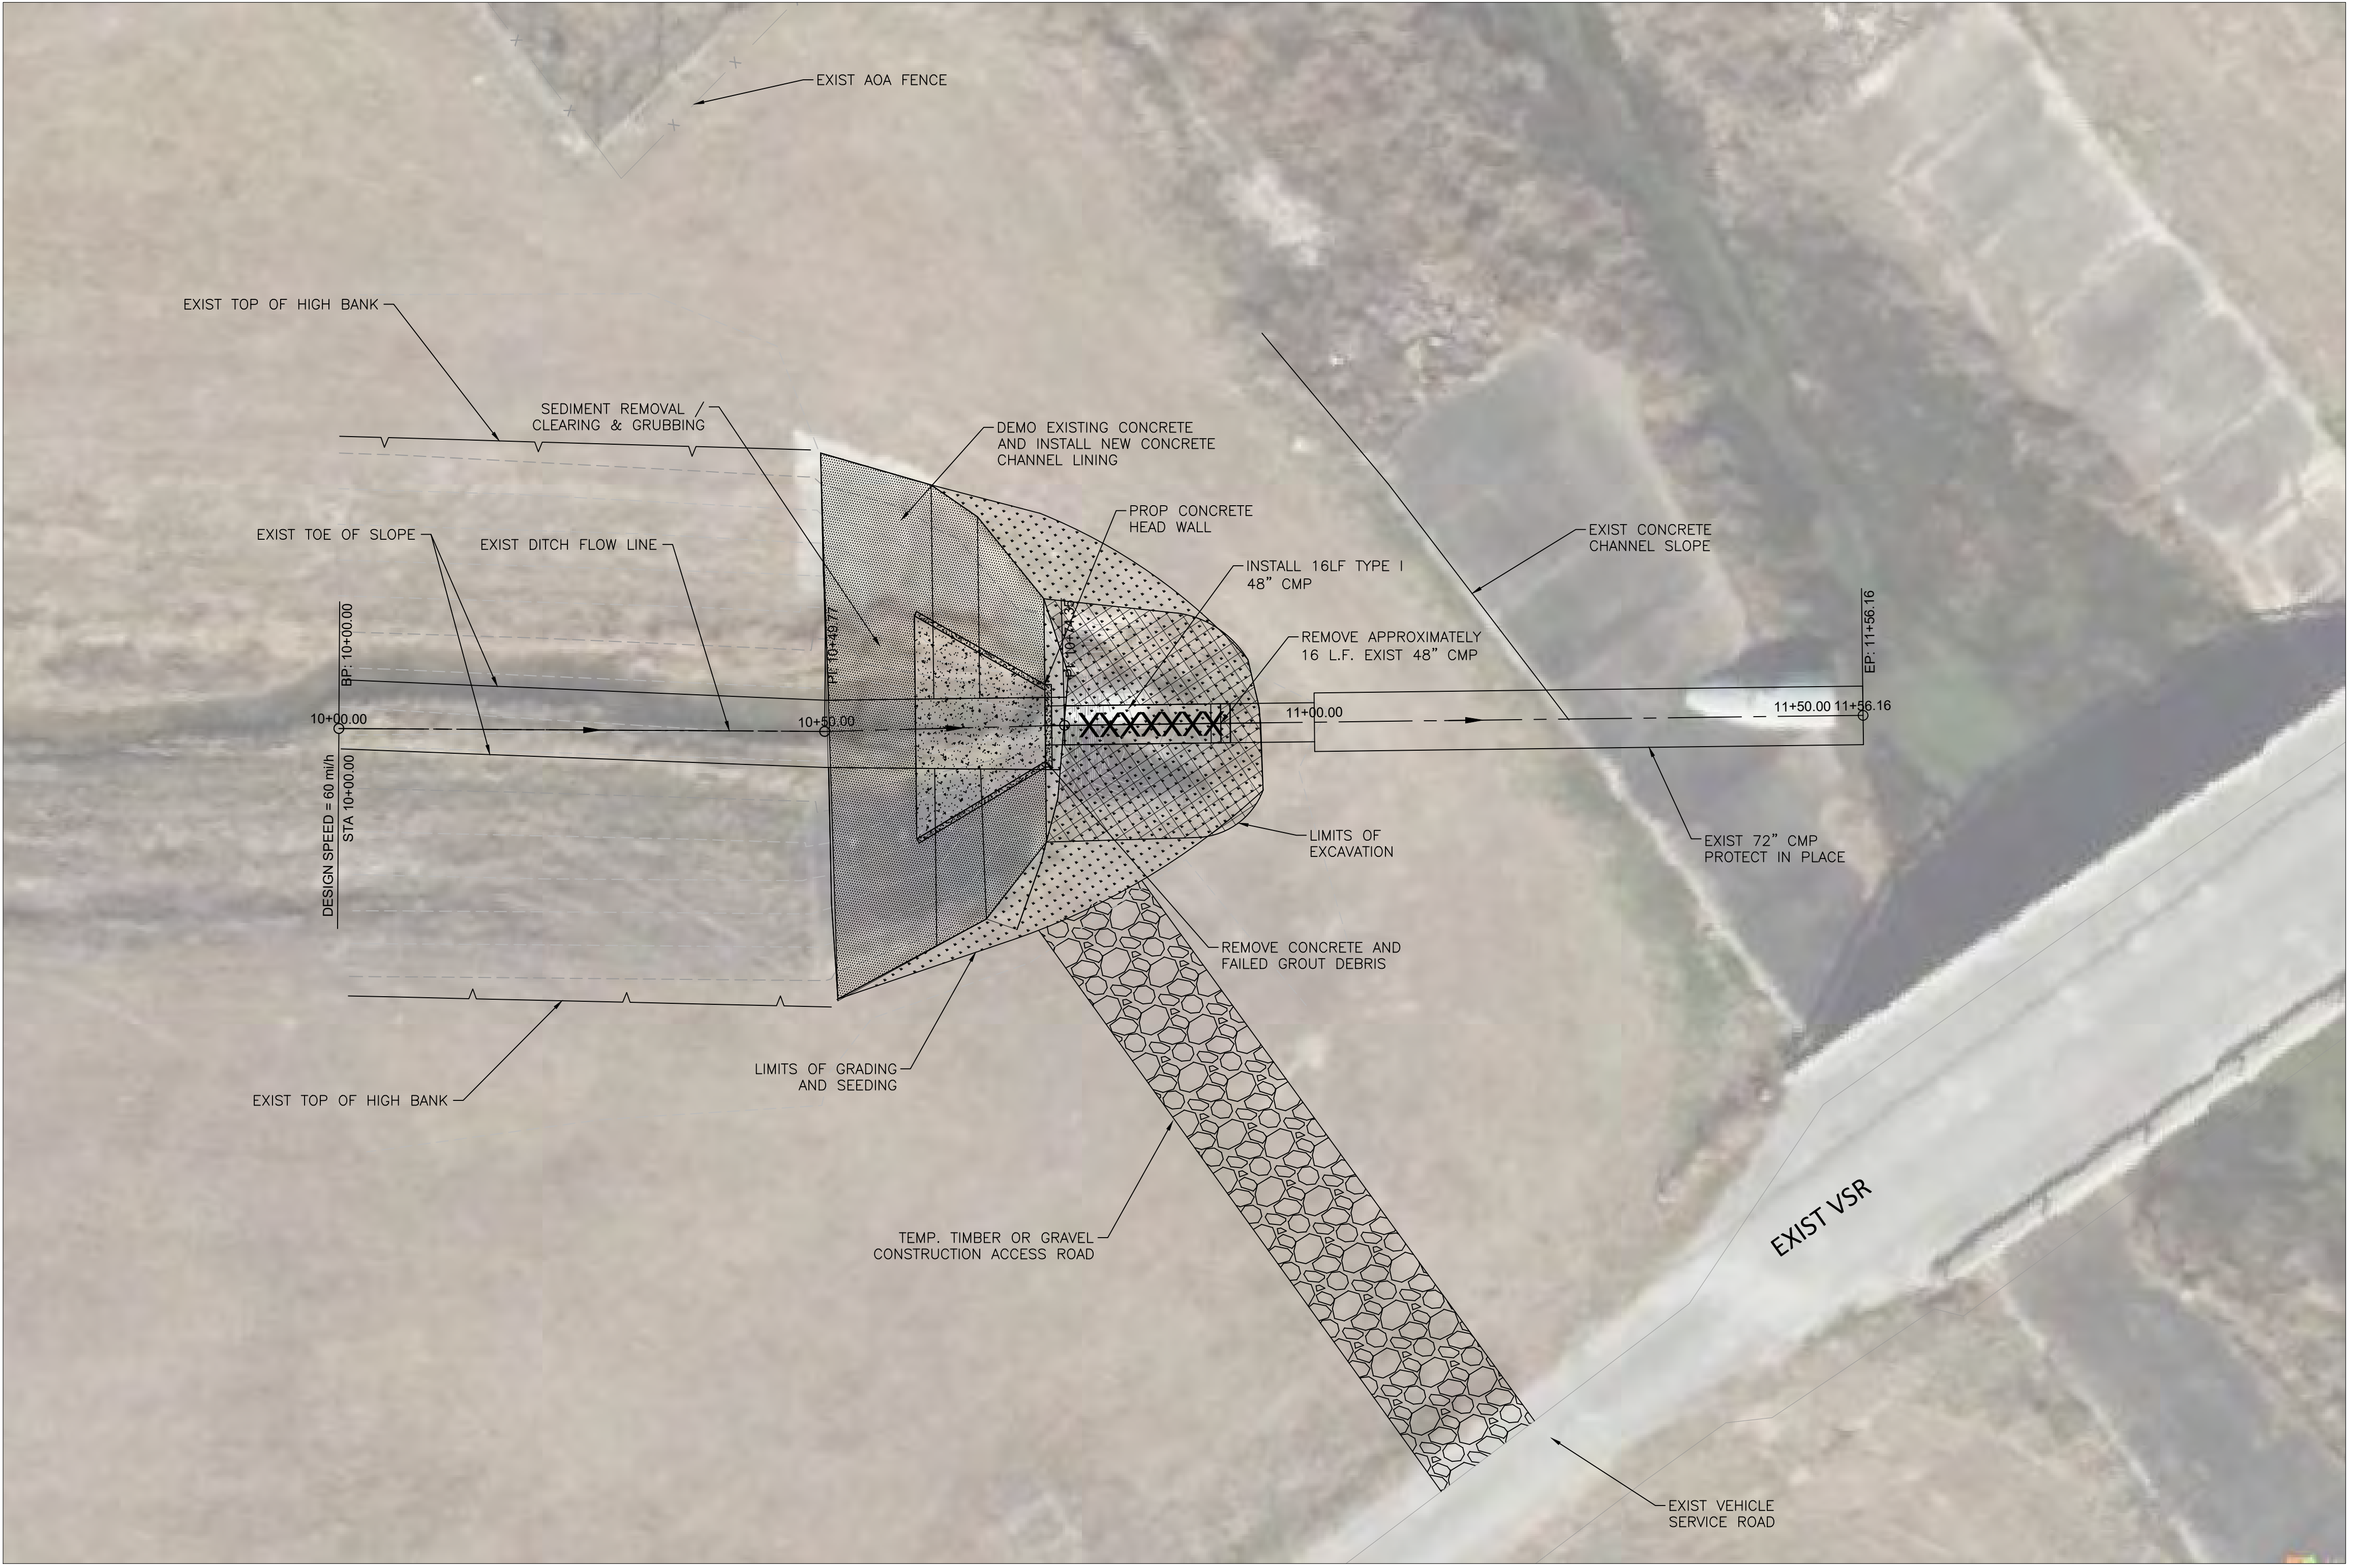 EXIST AOA FENCE
EXIST TOP OF HIGH BANK
SEDIMENT REMOVAL /
CLEARING & GRUBBING
DEMO EXISTING CONCRETE
AND INSTALL NEW CONCRETE
CHANNEL LINING
PROP CONCRETE
HEAD WALL
EXIST TOE OF SLOPE
EXIST DITCH FLOW LINE
EXIST CONCRETE
CHANNEL SLOPE
INSTALL 16LF TYPE I
48" CMP
REMOVE APPROXIMATELY
16 L.F. EXIST 48" CMP
BP: 10+00.00
PI: 10+49.77
EP: 11+56.16
10+00.00
10+50.00
11+00.00
11+50.00
11+56.16
DESIGN SPEED = 60 mi/h
STA 10+00.00
LIMITS OF
EXCAVATION
EXIST 72" CMP
PROTECT IN PLACE
REMOVE CONCRETE AND
FAILED GROUT DEBRIS
LIMITS OF GRADING
AND SEEDING
EXIST TOP OF HIGH BANK
TEMP. TIMBER OR GRAVEL
CONSTRUCTION ACCESS ROAD
EXIST VSR
EXIST VEHICLE
SERVICE ROAD